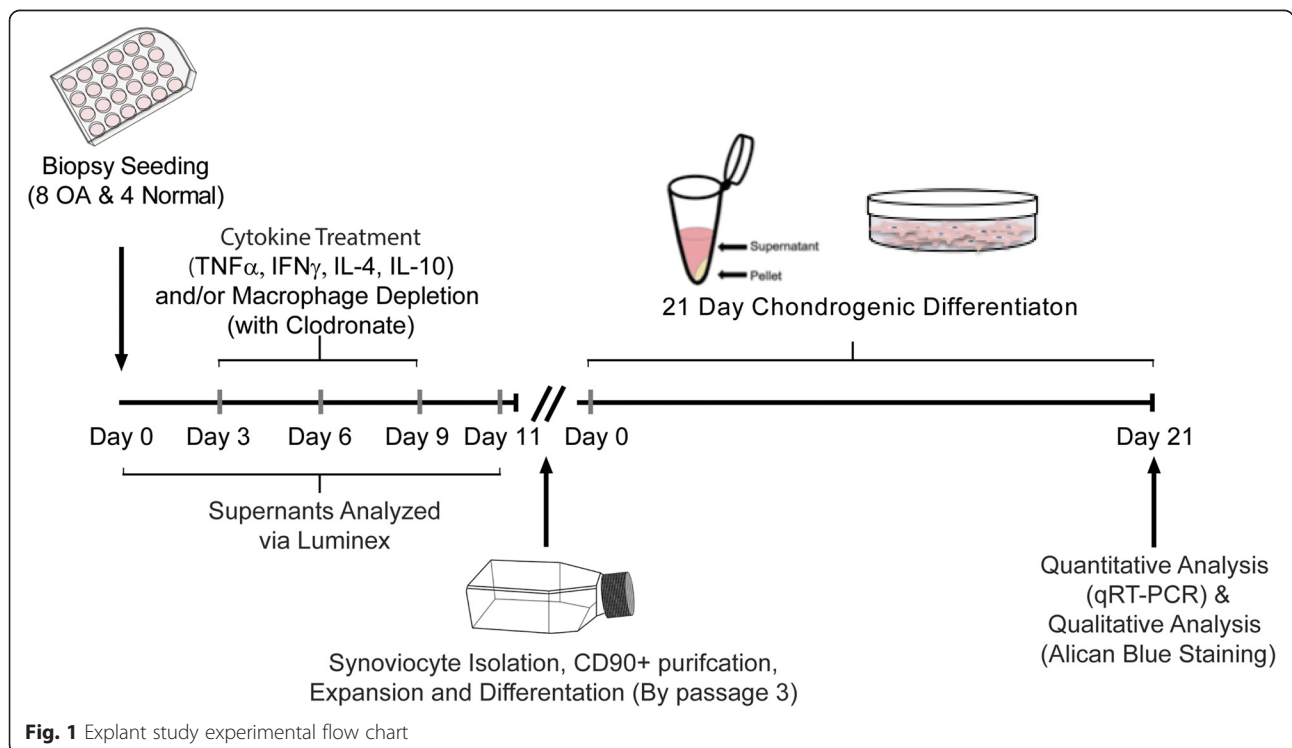 Biopsy Seeding
(8 OA & 4 Normal)
Cytokine Treatment
(TNFα, IFNγ, IL-4, IL-10)
and/or Macrophage Depletion
(with Clodronate)
Supernatant
Pellet
21 Day Chondrogenic Differentiaton
Day 0
Day 3
Day 6
Day 9
Day 11
Day 0
Day 21
Supernants Analyzed
via Luminex
Synoviocyte Isolation, CD90+ purifcation,
Expansion and Differentation (By passage 3)
Quantitative Analysis
(qRT-PCR) &
Qualitative Analysis
(Alican Blue Staining)
Fig. 1 Explant study experimental flow chart